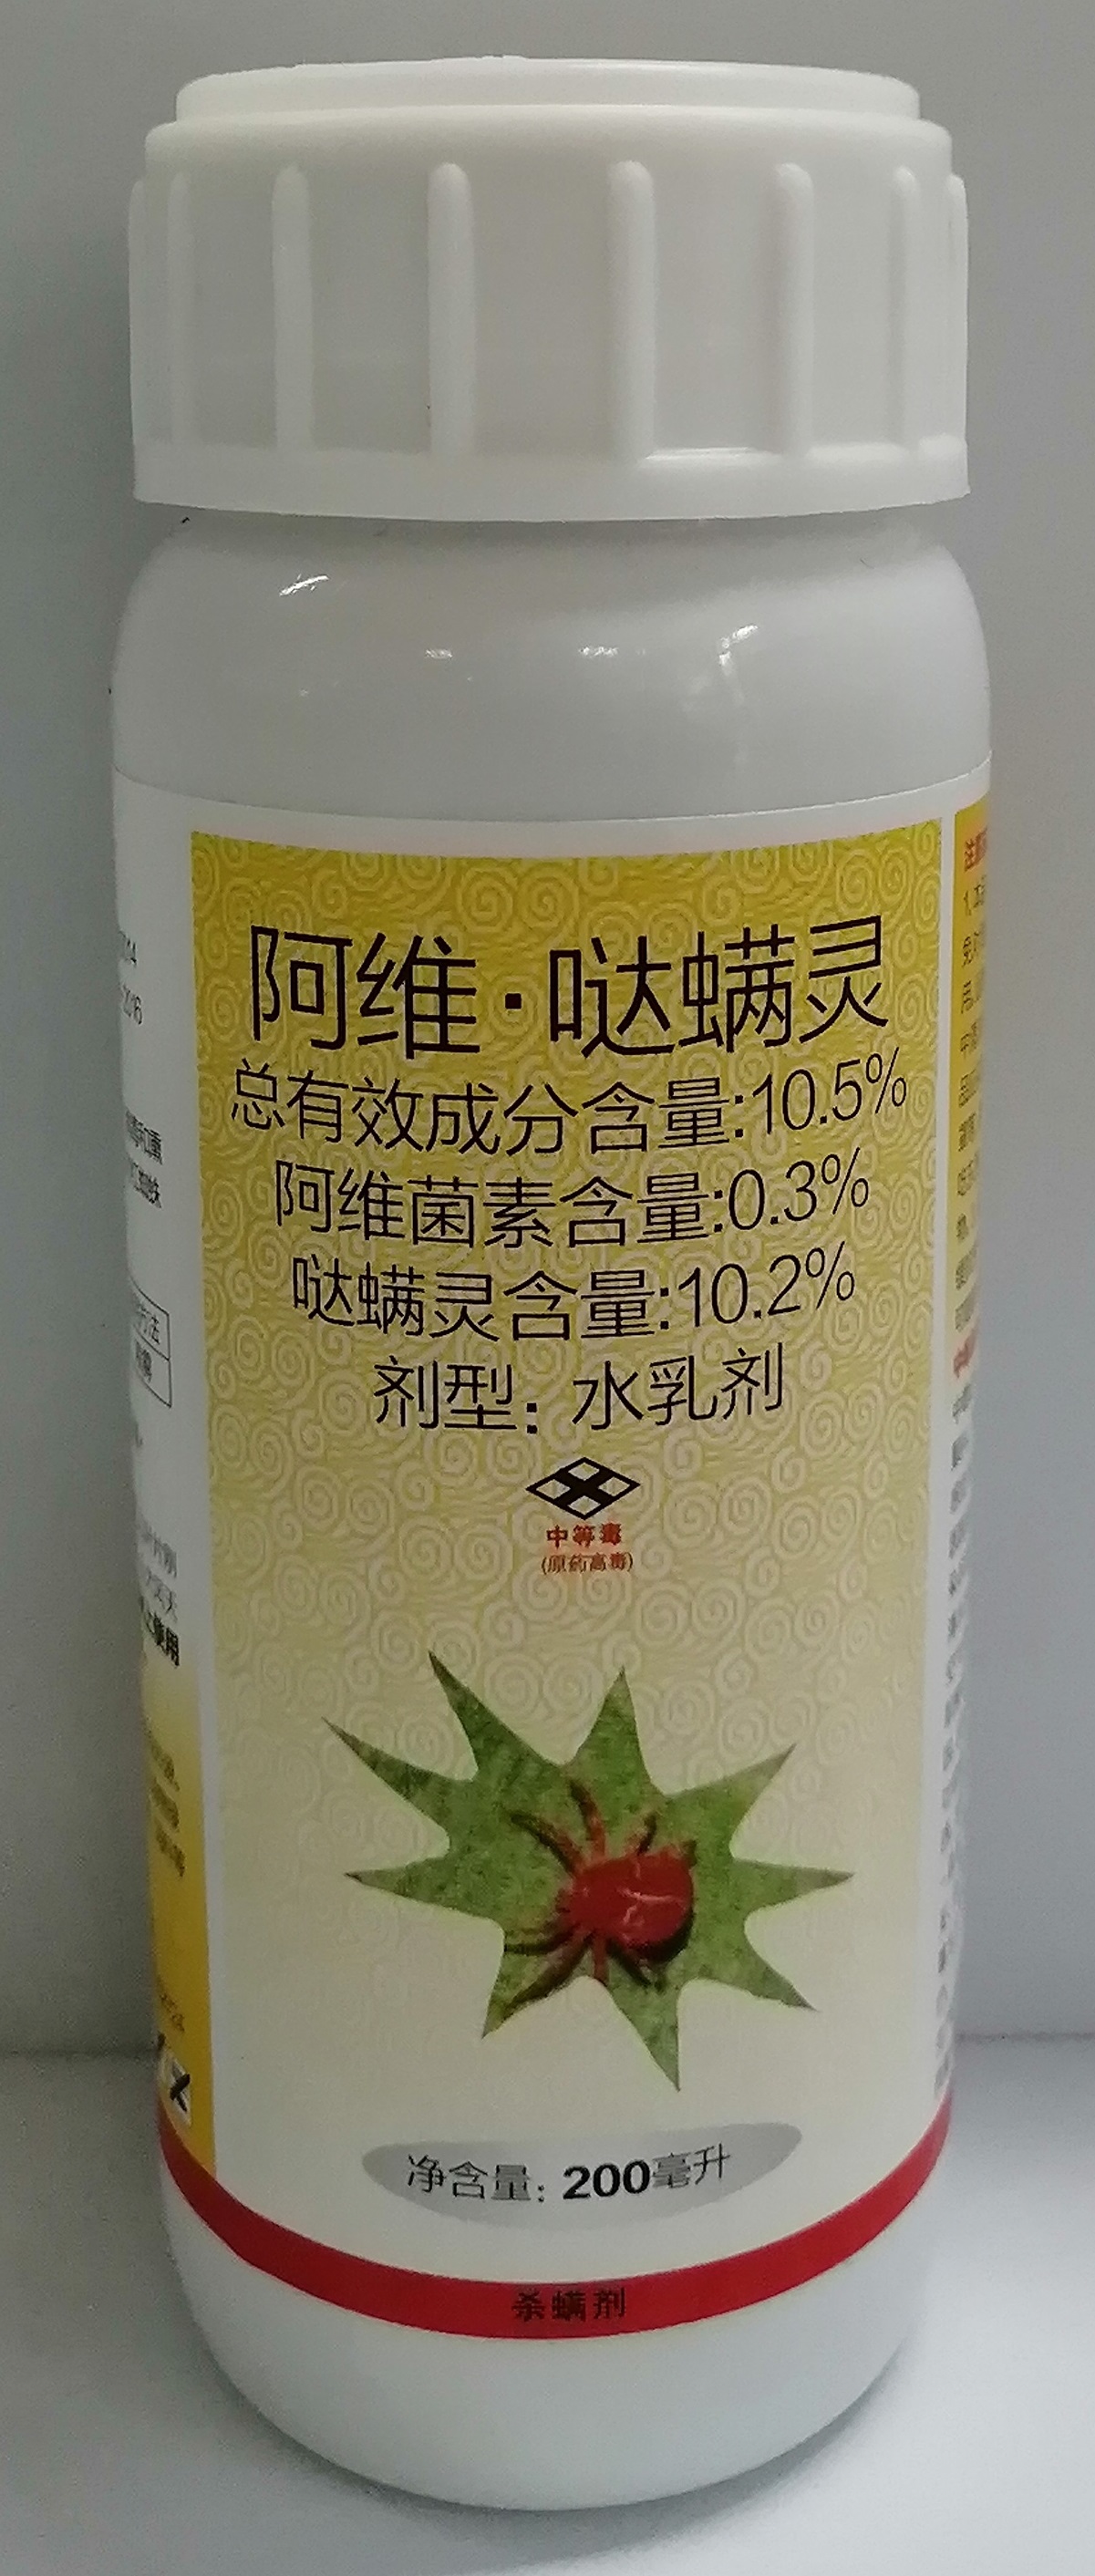 阿维·哒螨灵
总有效成分含量:10.5%
阿维菌素含量:0.3%
哒螨灵含量:10.2%
剂型：水乳剂
中等毒
(原药高毒)
净含量：200毫升
杀螨剂